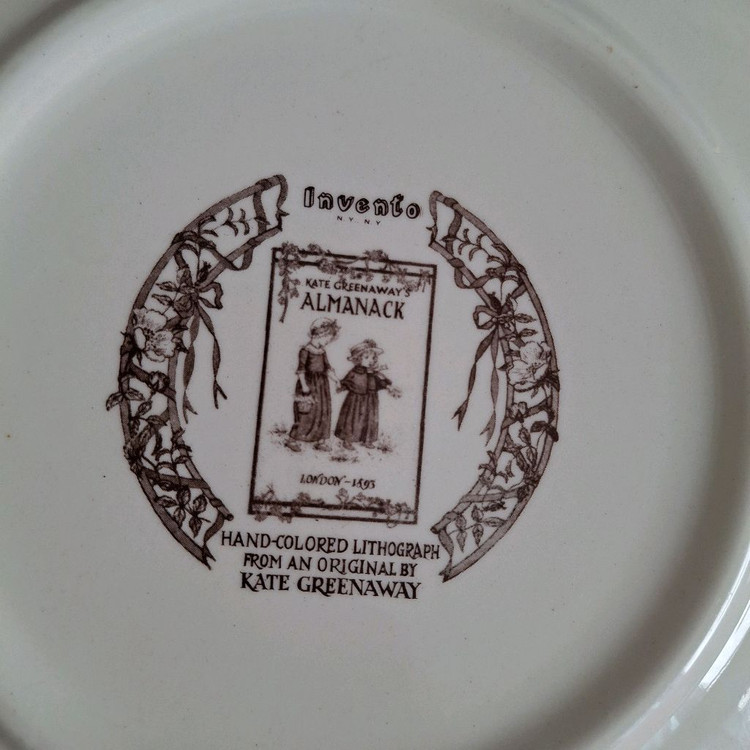 Invento
N.Y. N.Y
KATE GREENAWAY'S
ALMANACK
LONDON - 1893
HAND-COLORED LITHOGRAPH
FROM AN ORIGINAL BY
KATE GREENAWAY